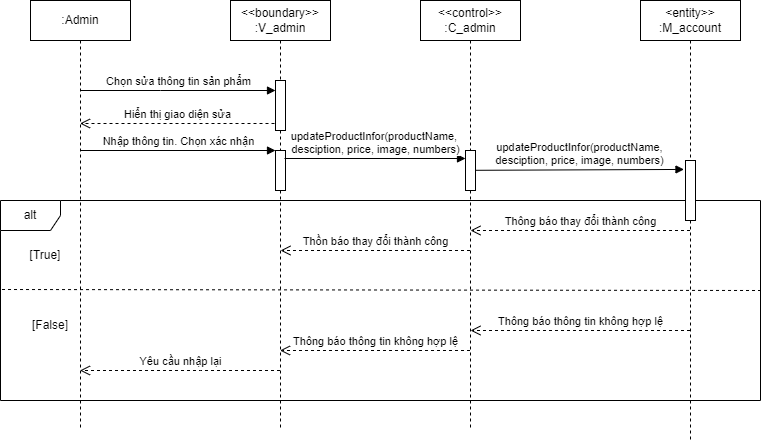 :Admin
<<boundary>>
:V_admin
<<control>>
:C_admin
<entity>>
:M_account
Chọn sửa thông tin sản phẩm
Hiển thị giao diện sửa
Nhập thông tin. Chọn xác nhận
updateProductInfor(productName,
desciption, price, image, numbers)
updateProductInfor(productName,
desciption, price, image, numbers)
alt
Thông báo thay đổi thành công
Thồn báo thay đổi thành công
[True]
[False]
Thông báo thông tin không hợp lệ
Thông báo thông tin không hợp lệ
Yêu cầu nhập lại